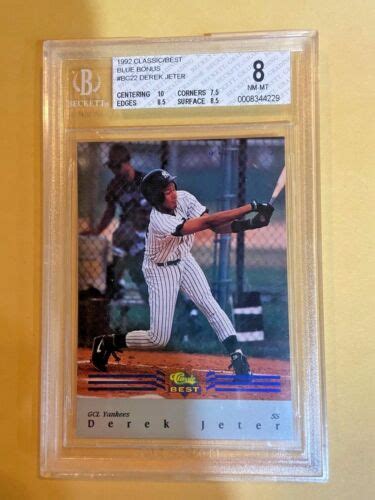 1992 CLASSIC/BEST
BLUE BONUS
#BC22 DEREK JETER
BECKETT
CENTERING 10 CORNERS 7.5
EDGES 8.5 SURFACE 8.5
8
NM-MT
0008344229
Classic
BEST
GCL Yankees SS
Derek Jeter